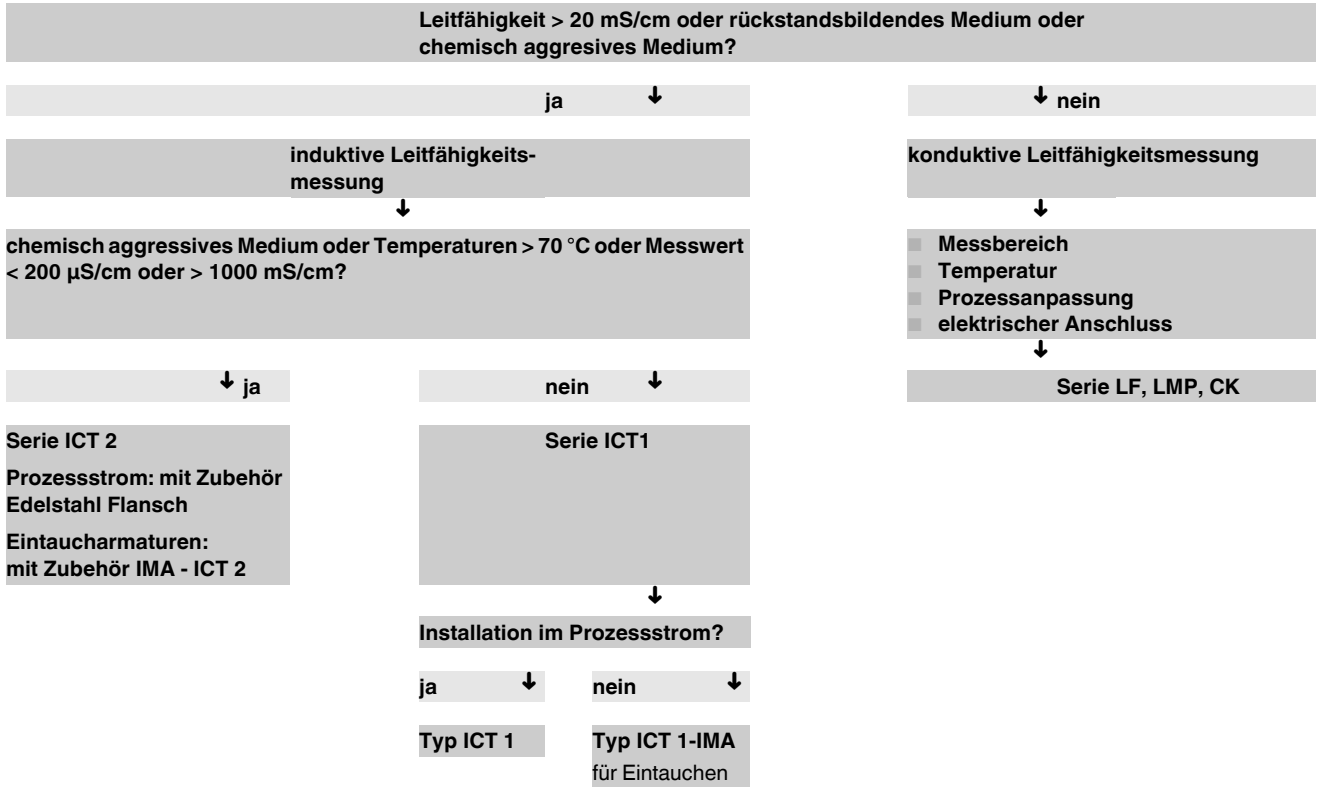 Leitfähigkeit > 20 mS/cm oder rückstandsbildendes Medium oder
chemisch aggresives Medium?
ja
nein
induktive Leitfähigkeits-
messung
konduktive Leitfähigkeitsmessung
chemisch aggressives Medium oder Temperaturen > 70 °C oder Messwert
< 200 µS/cm oder > 1000 mS/cm?
Messbereich
Temperatur
Prozessanpassung
elektrischer Anschluss
ja
nein
Serie LF, LMP, CK
Serie ICT 2
Prozessstrom: mit Zubehör
Edelstahl Flansch
Eintaucharmaturen:
mit Zubehör IMA - ICT 2
Serie ICT1
Installation im Prozessstrom?
ja
nein
Typ ICT 1
Typ ICT 1-IMA
für Eintauchen